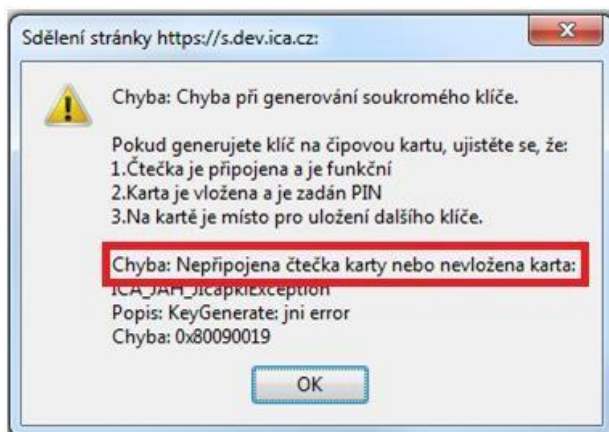 Sdělení stránky https://s.dev.ica.cz:
Chyba: Chyba při generování soukromého klíče.
Pokud generujete klíč na čipovou kartu, ujistěte se, že:
1.Čtečka je připojena a je funkční
2.Karta je vložena a je zadán PIN
3.Na kartě je místo pro uložení dalšího klíče.
Chyba: Nepřipojena čtečka karty nebo nevložena karta:
ICA_JAH_JIcapkiException
Popis: KeyGenerate: jni error
Chyba: 0x80090019
OK